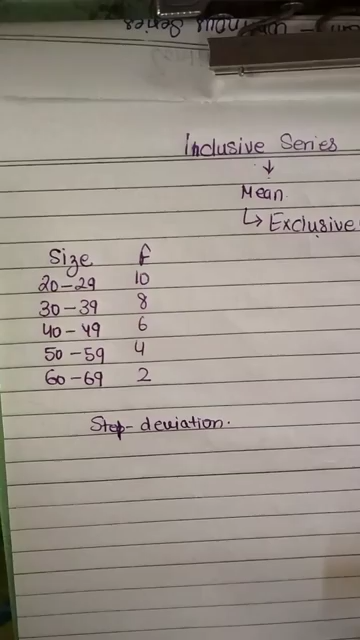 Series
Inclusive Series
↓
Mean.
↳ Exclusive
Size f
20-29 10
30-39 8
40-49 6
50-59 4
60-69 2
Step-deviation.